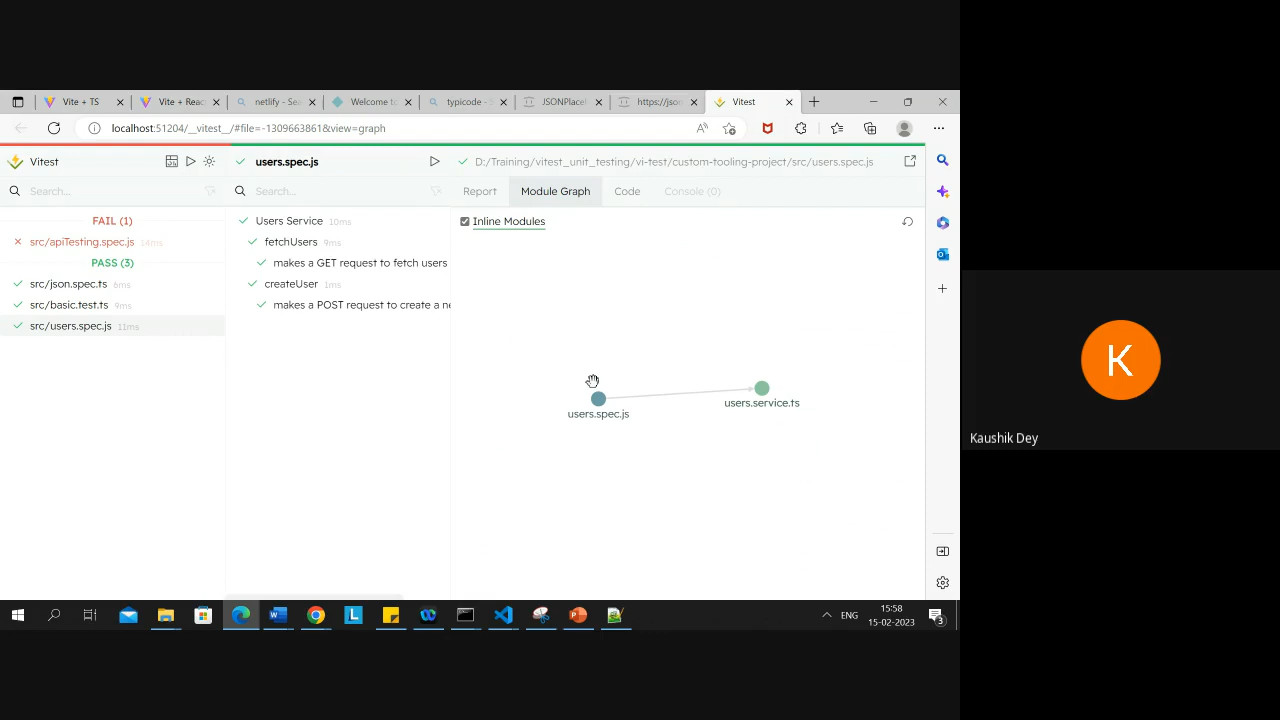 Vite + TS
Vite + Reac
netlify - Sea
Welcome to
typicode - S
JSONPlacel
https://json
Vitest
localhost:51204/__vitest__/#file=-1309663861&view=graph
Vitest
users.spec.js
D:/Training/vitest_unit_testing/vi-test/custom-tooling-project/src/users.spec.js
Search...
Search...
Report
Module Graph
Code
Console (0)
FAIL (1)
src/apiTesting.spec.js 14ms
PASS (3)
src/json.spec.ts 6ms
src/basic.test.ts 9ms
src/users.spec.js 11ms
Users Service 10ms
fetchUsers 9ms
makes a GET request to fetch users
createUser 1ms
makes a POST request to create a ne
Inline Modules
users.spec.js
users.service.ts
K
Kaushik Dey
ENG
15:58
15-02-2023
3